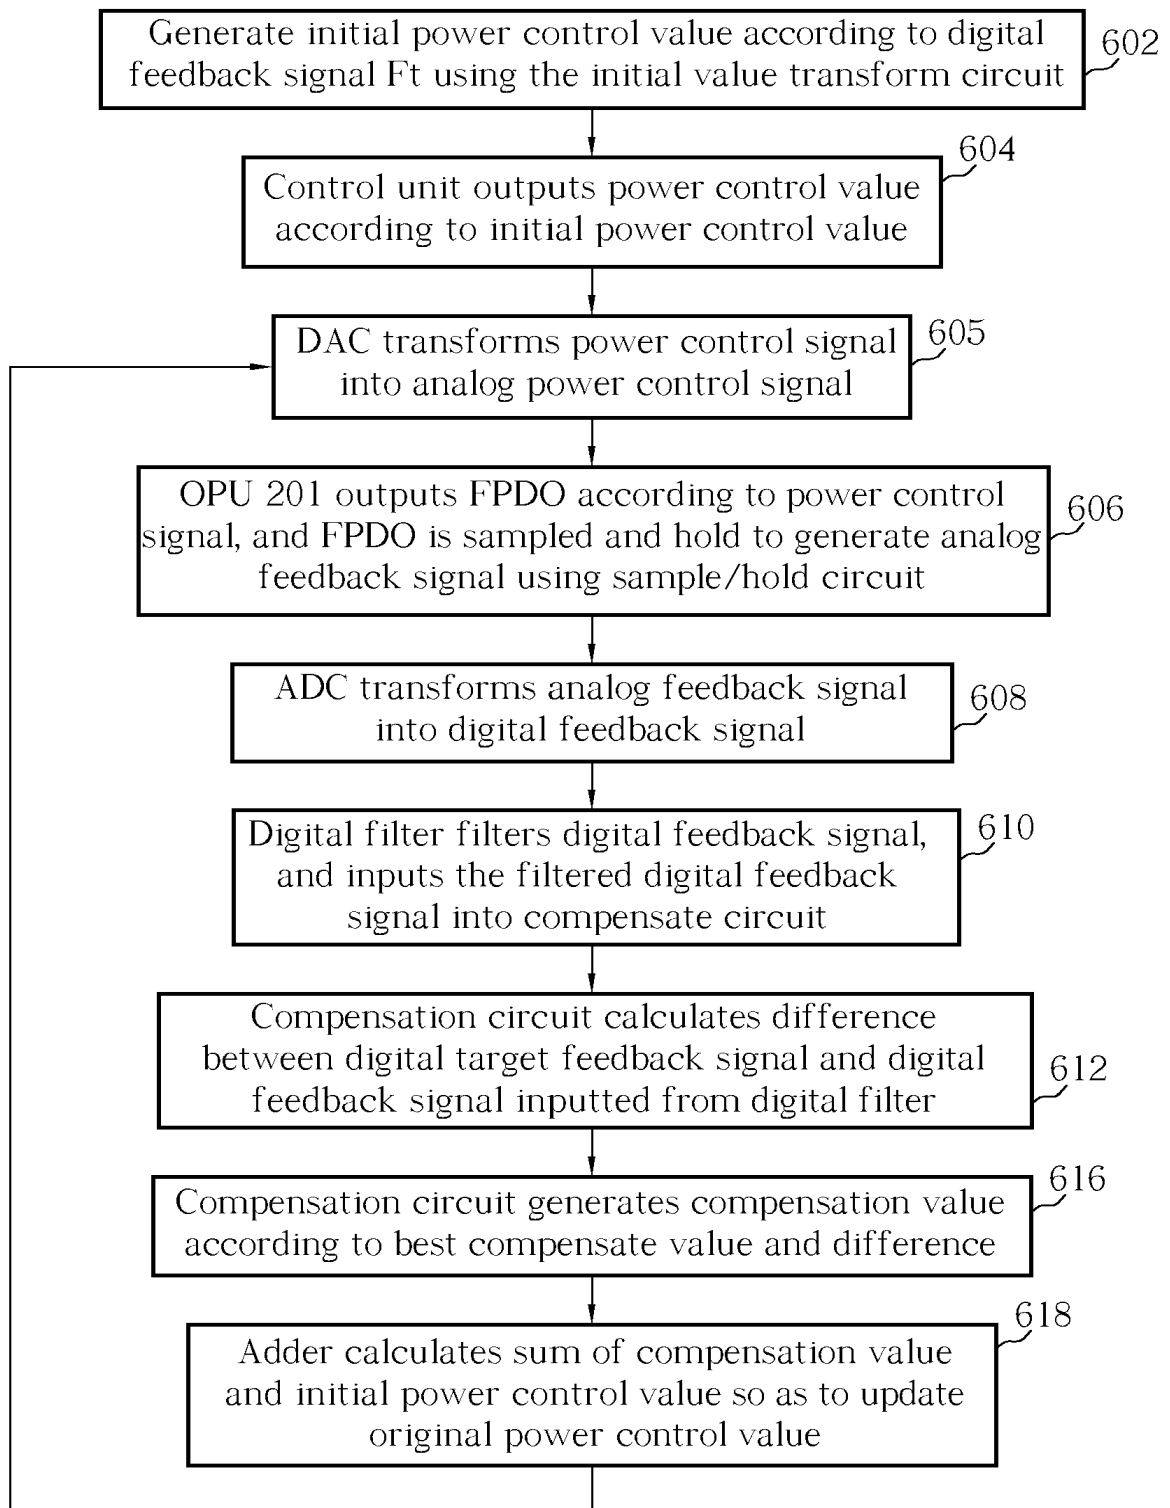 Generate initial power control value according to digital
feedback signal Ft using the initial value transform circuit
602
604
Control unit outputs power control value
according to initial power control value
DAC transforms power control signal
into analog power control signal
605
OPU 201 outputs FPDO according to power control
signal, and FPDO is sampled and hold to generate analog
feedback signal using sample/hold circuit
606
ADC transforms analog feedback signal
into digital feedback signal
608
Digital filter filters digital feedback signal,
and inputs the filtered digital feedback
signal into compensate circuit
610
Compensation circuit calculates difference
between digital target feedback signal and digital
feedback signal inputted from digital filter
612
Compensation circuit generates compensation value
according to best compensate value and difference
616
618
Adder calculates sum of compensation value
and initial power control value so as to update
original power control value